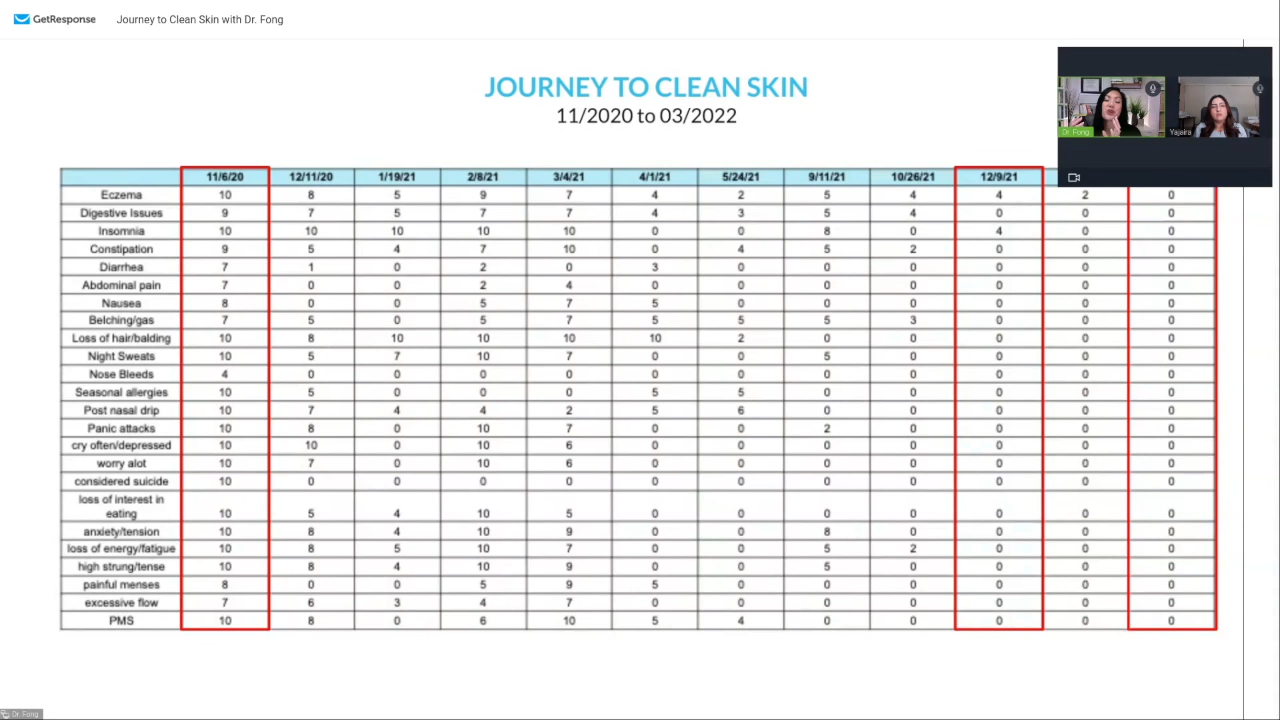 GetResponse Journey to Clean Skin with Dr. Fong
JOURNEY TO CLEAN SKIN
11/2020 to 03/2022
Dr. Fong Yajaira
11/6/20 12/11/20 1/19/21 2/8/21 3/4/21 4/1/21 5/24/21 9/11/21 10/26/21 12/9/21
Eczema 10 8 5 9 7 4 2 5 4 4 2 0
Digestive Issues 9 7 5 7 7 4 3 5 4 0 0 0
Insomnia 10 10 10 10 10 0 0 8 0 4 0 0
Constipation 9 5 4 7 10 0 4 5 2 0 0 0
Diarrhea 7 1 0 2 0 3 0 0 0 0 0 0
Abdominal pain 7 0 0 2 4 0 0 0 0 0 0 0
Nausea 8 0 0 5 7 5 0 0 0 0 0 0
Belching/gas 7 5 0 5 7 5 5 5 3 0 0 0
Loss of hair/balding 10 8 10 10 10 10 2 0 0 0 0 0
Night Sweats 10 5 7 10 7 0 0 5 0 0 0 0
Nose Bleeds 4 0 0 0 0 0 0 0 0 0 0 0
Seasonal allergies 10 5 0 0 0 5 5 0 0 0 0 0
Post nasal drip 10 7 4 4 2 5 6 0 0 0 0 0
Panic attacks 10 8 0 10 7 0 0 2 0 0 0 0
cry often/depressed 10 10 0 10 6 0 0 0 0 0 0 0
worry alot 10 7 0 10 6 0 0 0 0 0 0 0
considered suicide 10 0 0 0 0 0 0 0 0 0 0 0
loss of interest in
eating 10 5 4 10 5 0 0 0 0 0 0 0
anxiety/tension 10 8 4 10 9 0 0 8 0 0 0 0
loss of energy/fatigue 10 8 5 10 7 0 0 5 2 0 0 0
high strung/tense 10 8 4 10 9 0 0 5 0 0 0 0
painful menses 8 0 0 5 9 5 0 0 0 0 0 0
excessive flow 7 6 3 4 7 0 0 0 0 0 0 0
PMS 10 8 0 6 10 5 4 0 0 0 0 0
Dr. Fong